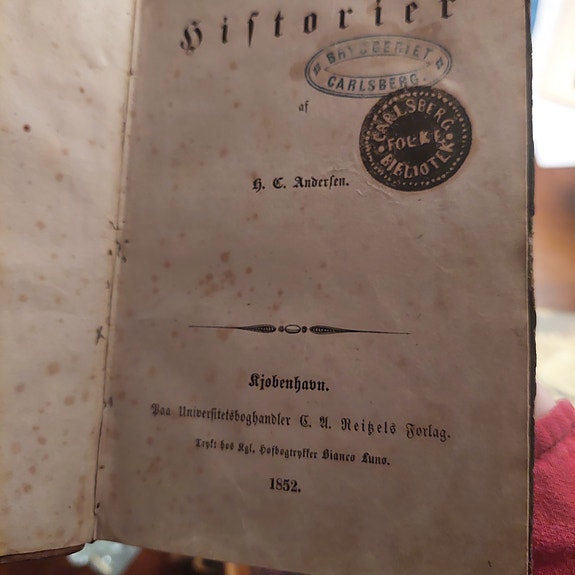 Historier
BRYGGERIET
CARLSBERG.
af
CARLSBERG.
FOLKE
BIBLIOTEK
H. C. Andersen.
Kjøbenhavn.
Paa Universitetsboghandler C. A. Reitzels Forlag.
Trykt hos Kgl. Hofbogtrykker Bianco Luno.
1852.